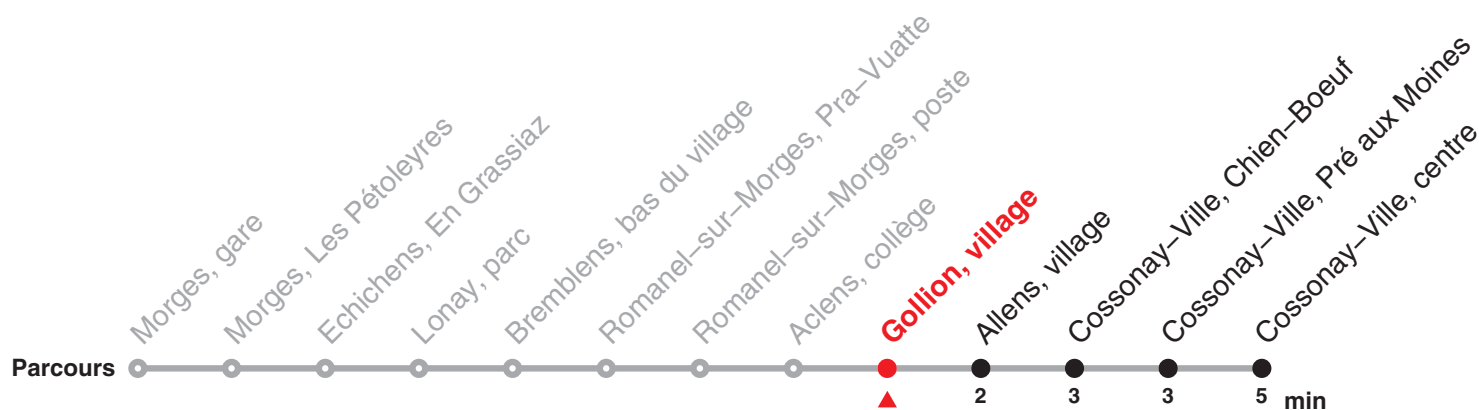 Morges, gare
Morges, Les Pétoleyres
Echichens, En Grassiaz
Lonay, parc
Bremblens, bas du village
Romanel–sur–Morges, Pra–Vuatte
Romanel–sur–Morges, poste
Aclens, collège
Gollion, village
Allens, village
Cossonay–Ville, Chien–Boeuf
Cossonay–Ville, Pré aux Moines
Cossonay–Ville, centre
Parcours
2 3 3 5 min